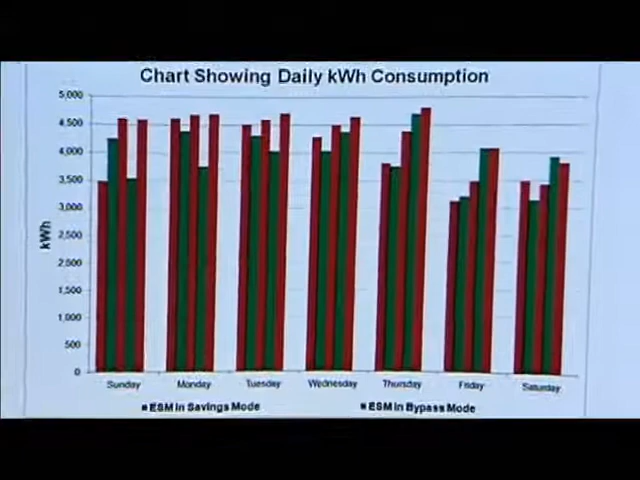 Chart Showing Daily kWh Consumption
5,000
4,500
4,000
3,500
3,000
2,500
2,000
1,500
1,000
500
0
kWh
Sunday Monday Tuesday Wednesday Thursday Friday Saturday
ESM in Savings Mode ESM in Bypass Mode